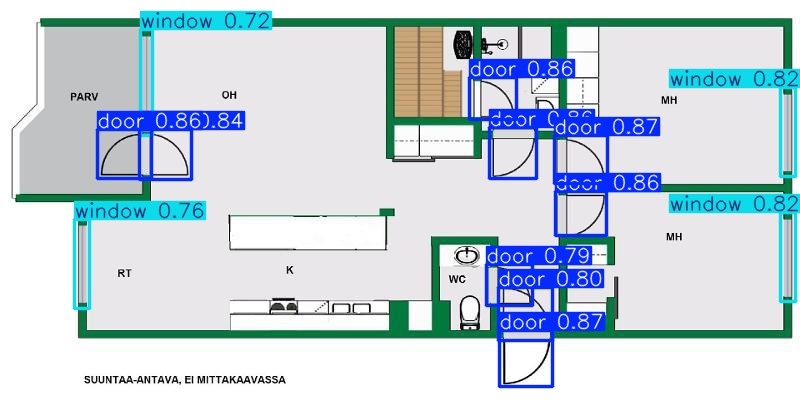 window 0.72
door 0.86
window 0.82
PARV
OH
MH
door 0.86
0.84
door 0.86
door 0.87
door 0.86
window 0.76
window 0.82
MH
RT
K
WC
door 0.79
door 0.80
door 0.87
SUUNTAA-ANTAVA, EI MITTAKAAVASSA